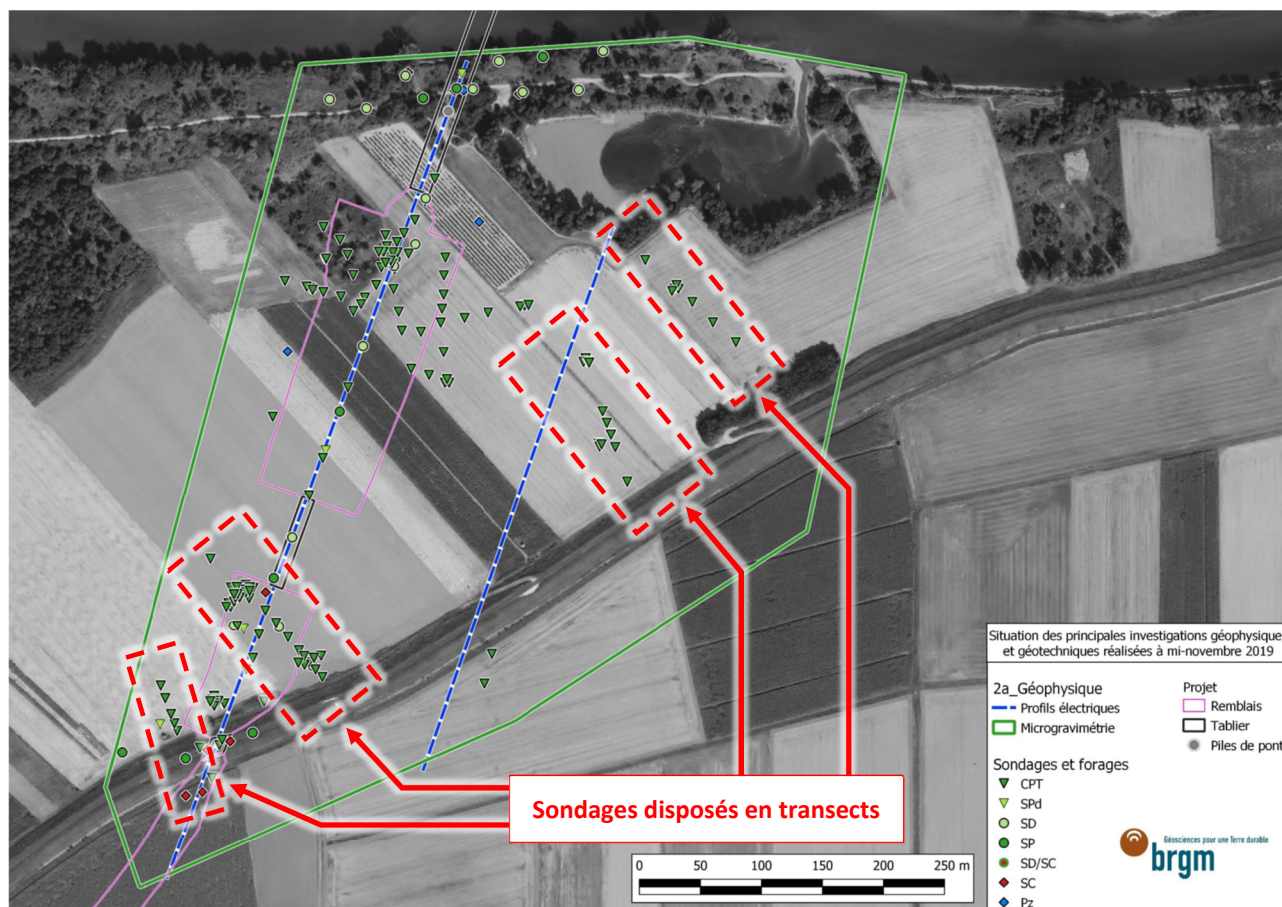 Sondages disposés en transects
0 50 100 150 200 250 m
Situation des principales investigations géophysique
et géotechniques réalisées à mi-novembre 2019
2a_Géophysique
Profils électriques
Microgravimétrie
Projet
Remblais
Tablier
Piles de pont
Sondages et forages
CPT
SPd
SD
SP
SD/SC
SC
Pz
Géosciences pour une Terre durable
brgm